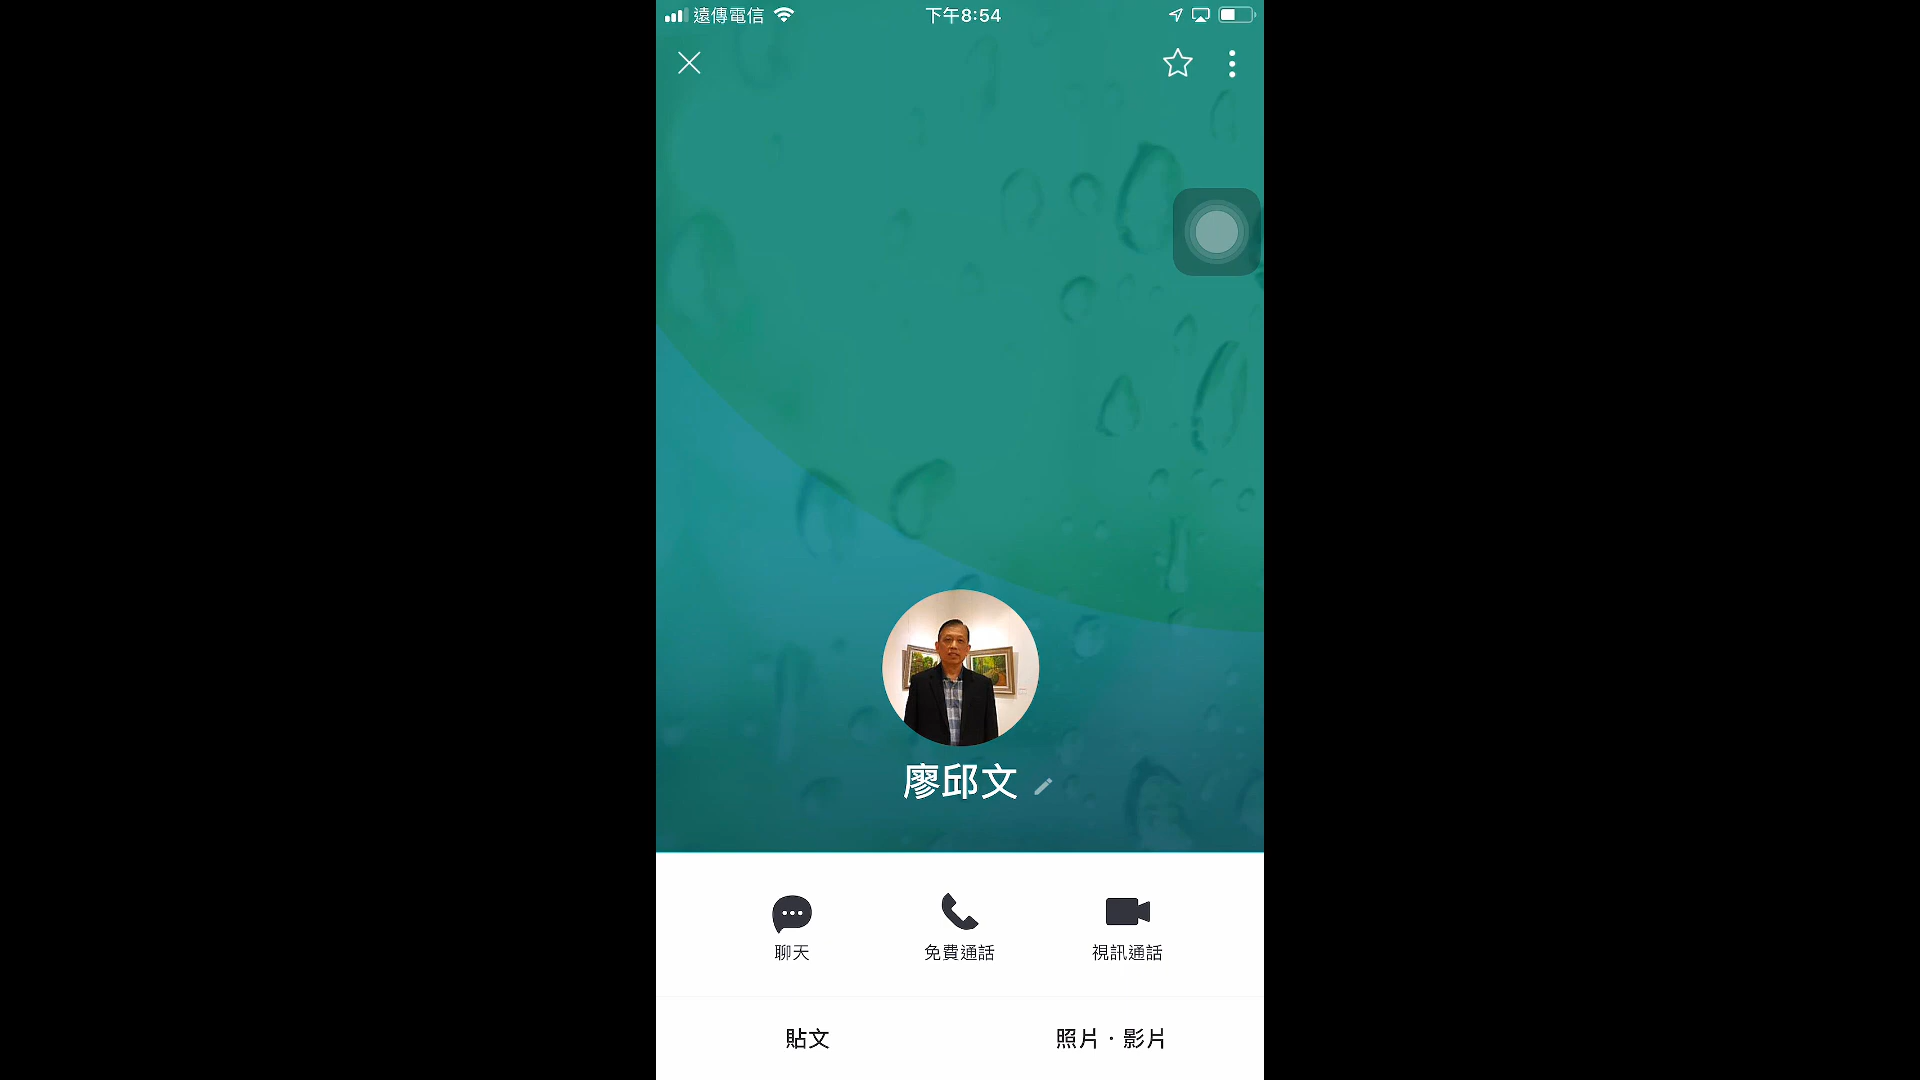 遠傳電信 下午8:54
廖邱文
聊天 免費通話 視訊通話
貼文 照片·影片